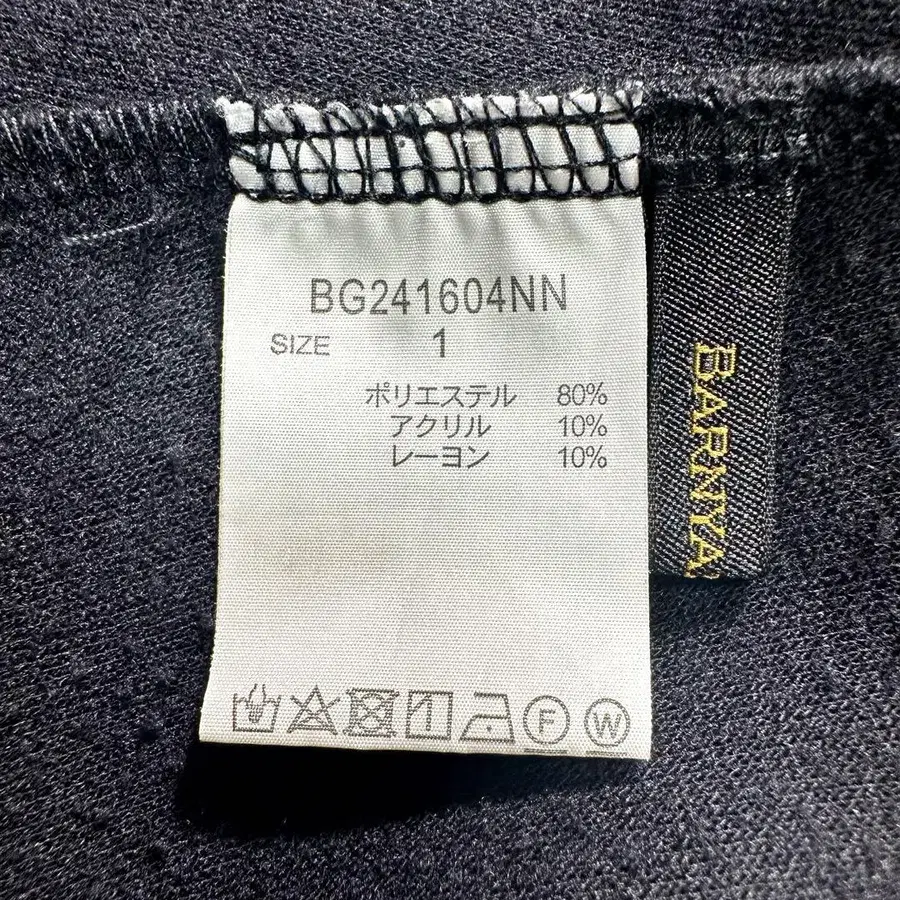 BG241604NN
SIZE 1
ポリエステル 80%
アクリル 10%
レーヨン 10%
F W
BARNYA